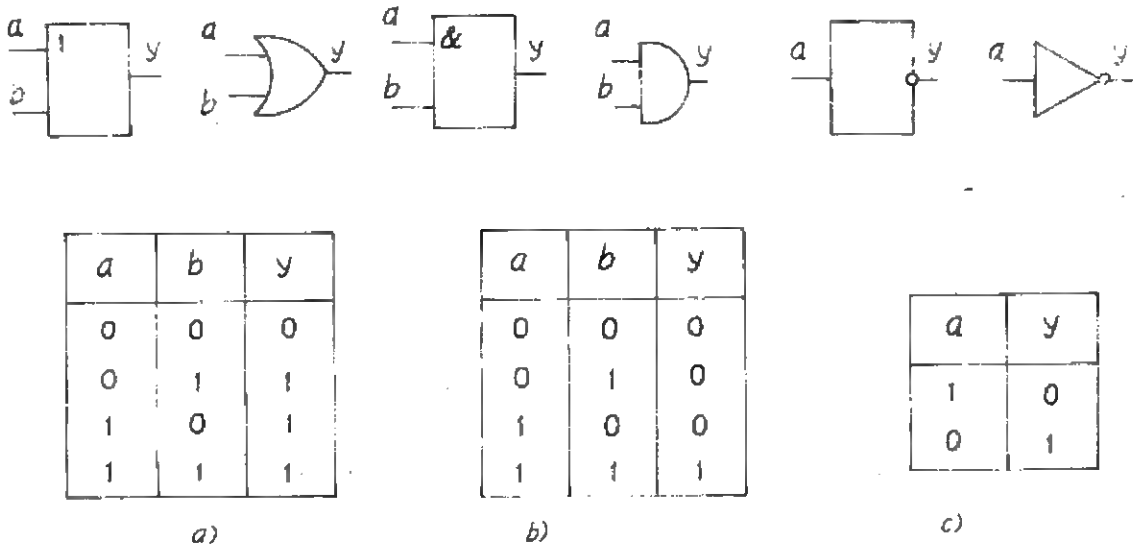 a y a y a y a y a y a y
1 &
b b b b
a b y
0 0 0
0 1 1
1 0 1
1 1 1
a)
a b y
0 0 0
0 1 0
1 0 0
1 1 1
b)
a y
1 0
0 1
c)